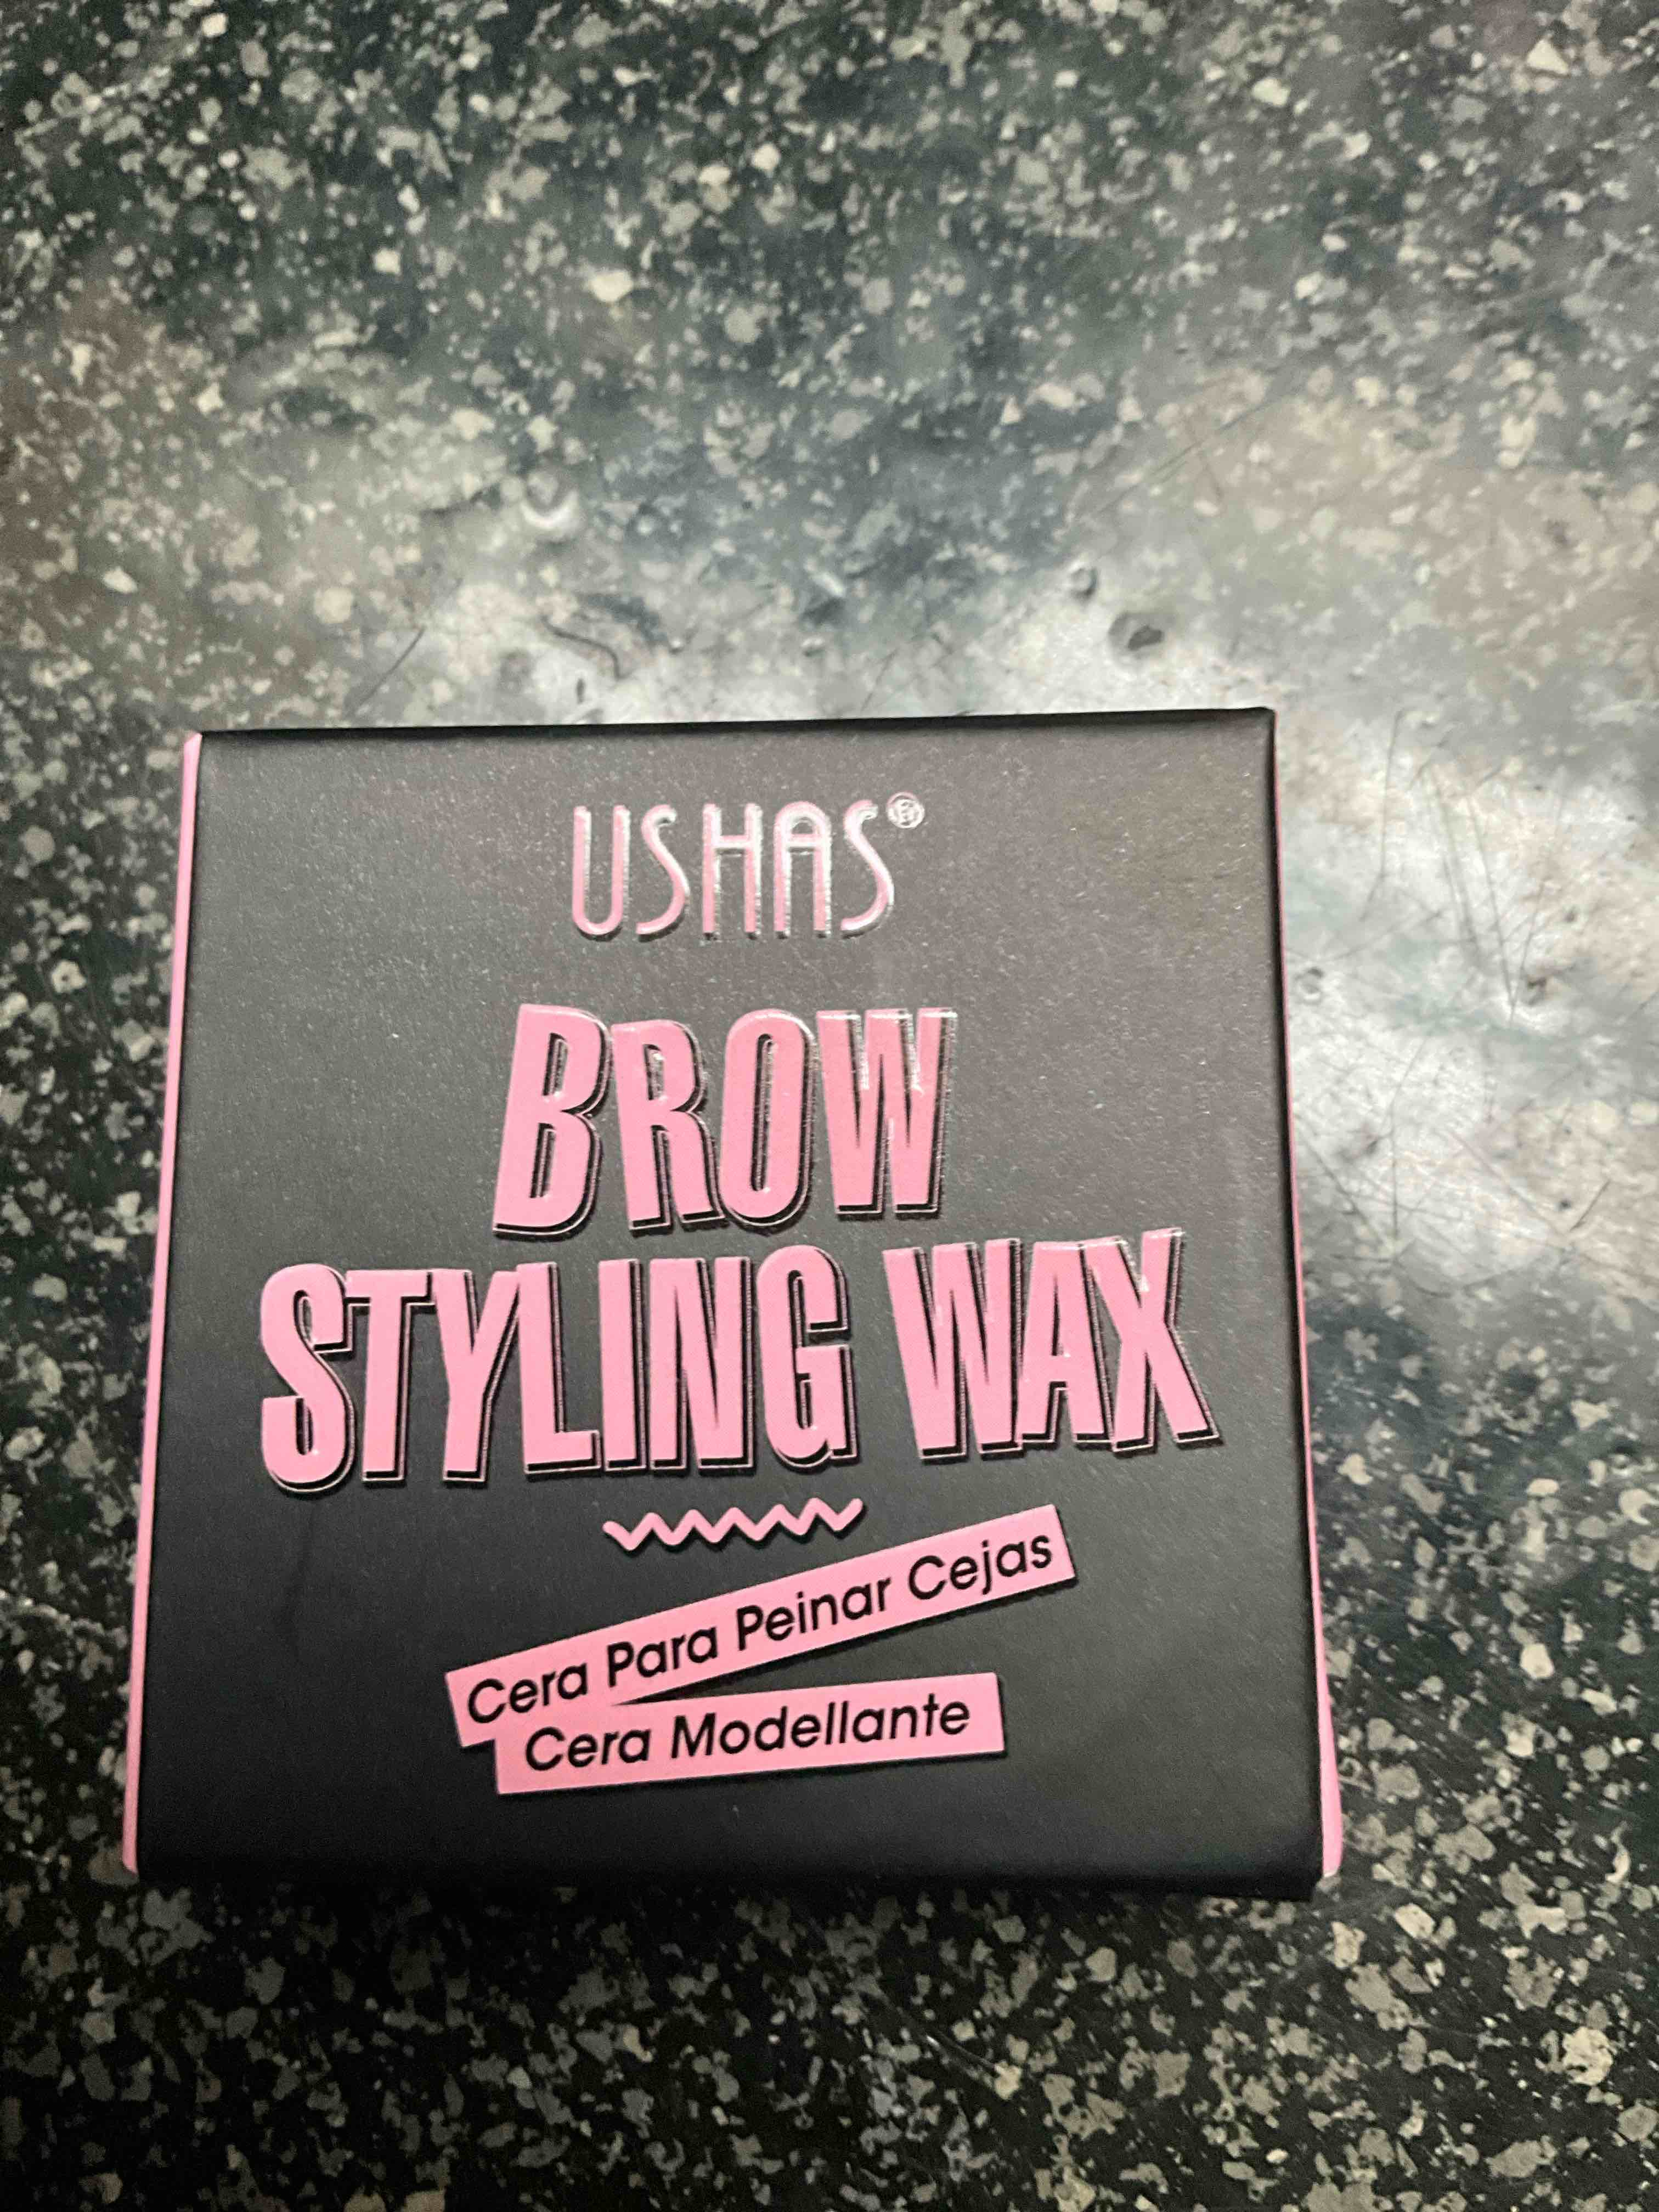 USHAS®
BROW
STYLING WAX
Cera Para Peinar Cejas
Cera Modellante